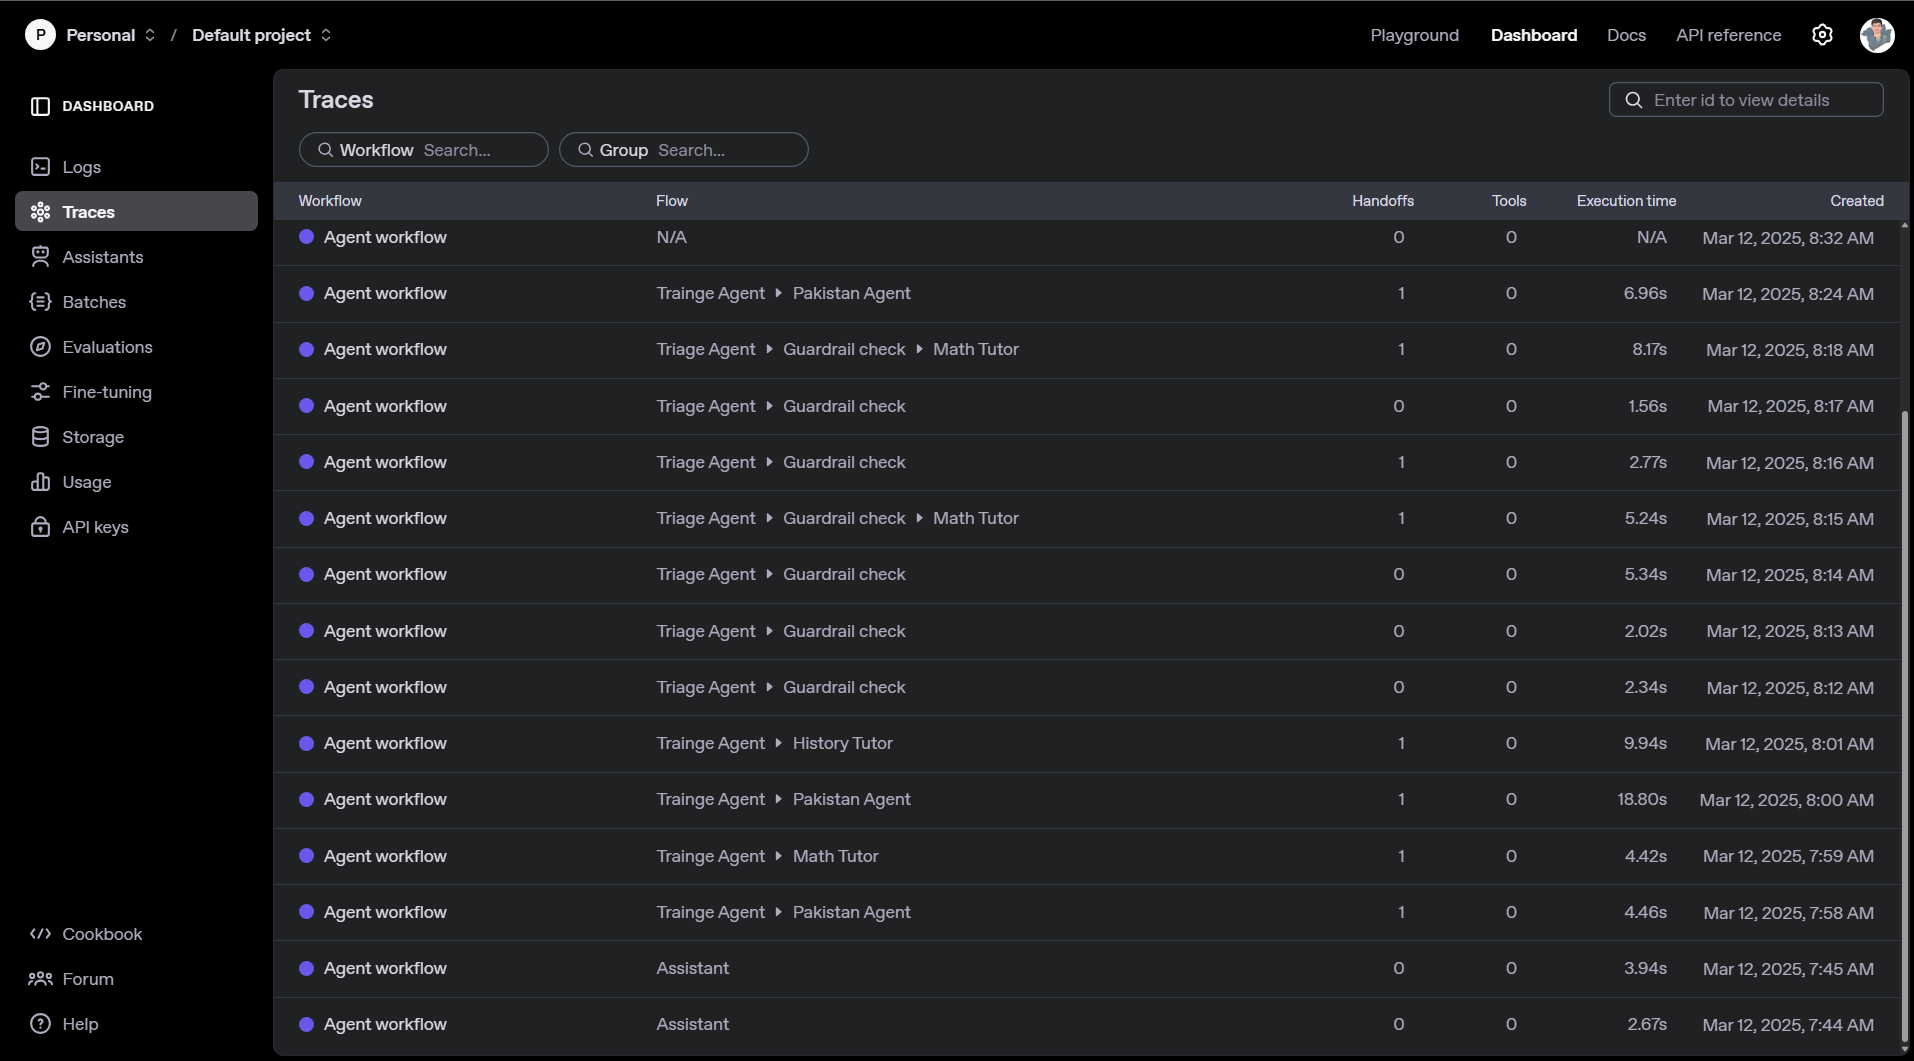 P Personal / Default project Playground Dashboard Docs API reference
DASHBOARD
Logs
Traces
Assistants
Batches
Evaluations
Fine-tuning
Storage
Usage
API keys
Cookbook
Forum
Help
Traces Enter id to view details
Workflow Search... Group Search...
Workflow Flow Handoffs Tools Execution time Created
Agent workflow N/A 0 0 N/A Mar 12, 2025, 8:32 AM
Agent workflow Trainge Agent Pakistan Agent 1 0 6.96s Mar 12, 2025, 8:24 AM
Agent workflow Triage Agent Guardrail check Math Tutor 1 0 8.17s Mar 12, 2025, 8:18 AM
Agent workflow Triage Agent Guardrail check 0 0 1.56s Mar 12, 2025, 8:17 AM
Agent workflow Triage Agent Guardrail check 1 0 2.77s Mar 12, 2025, 8:16 AM
Agent workflow Triage Agent Guardrail check Math Tutor 1 0 5.24s Mar 12, 2025, 8:15 AM
Agent workflow Triage Agent Guardrail check 0 0 5.34s Mar 12, 2025, 8:14 AM
Agent workflow Triage Agent Guardrail check 0 0 2.02s Mar 12, 2025, 8:13 AM
Agent workflow Triage Agent Guardrail check 0 0 2.34s Mar 12, 2025, 8:12 AM
Agent workflow Trainge Agent History Tutor 1 0 9.94s Mar 12, 2025, 8:01 AM
Agent workflow Trainge Agent Pakistan Agent 1 0 18.80s Mar 12, 2025, 8:00 AM
Agent workflow Trainge Agent Math Tutor 1 0 4.42s Mar 12, 2025, 7:59 AM
Agent workflow Trainge Agent Pakistan Agent 1 0 4.46s Mar 12, 2025, 7:58 AM
Agent workflow Assistant 0 0 3.94s Mar 12, 2025, 7:45 AM
Agent workflow Assistant 0 0 2.67s Mar 12, 2025, 7:44 AM